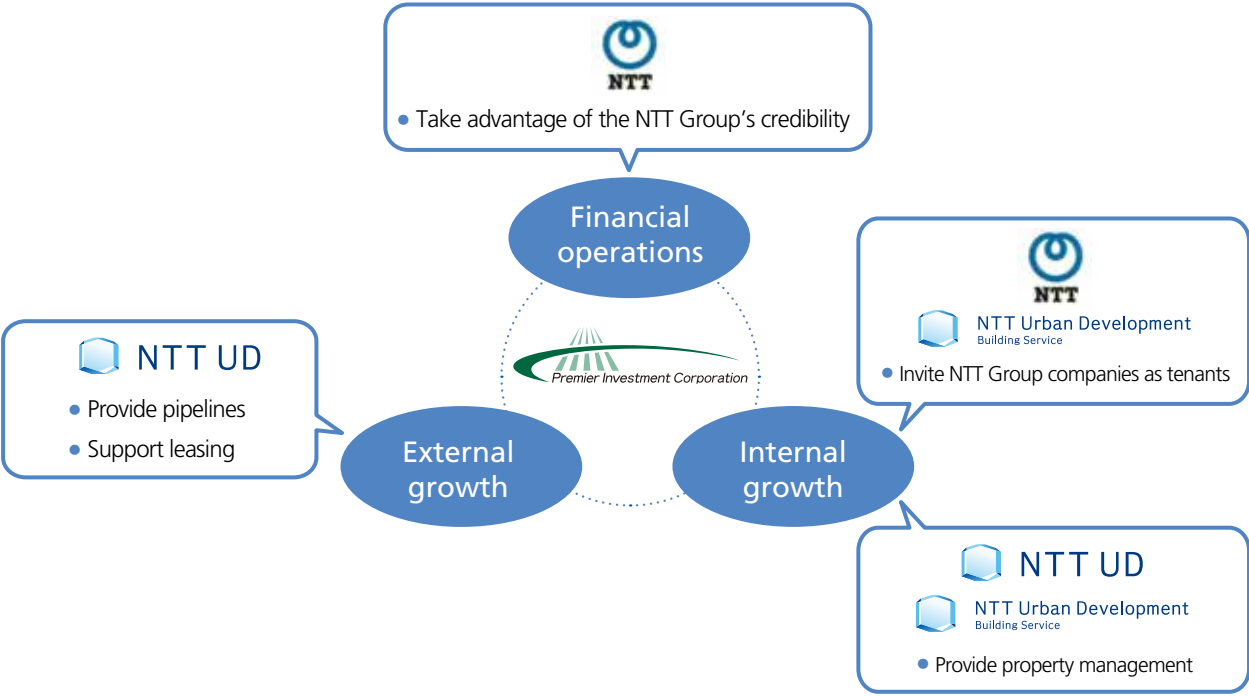 NTT
• Take advantage of the NTT Group’s credibility
Financial
operations
NTT
NTT Urban Development
Building Service
• Invite NTT Group companies as tenants
NTT UD
• Provide pipelines
• Support leasing
Premier Investment Corporation
External
growth
Internal
growth
NTT UD
NTT Urban Development
Building Service
• Provide property management